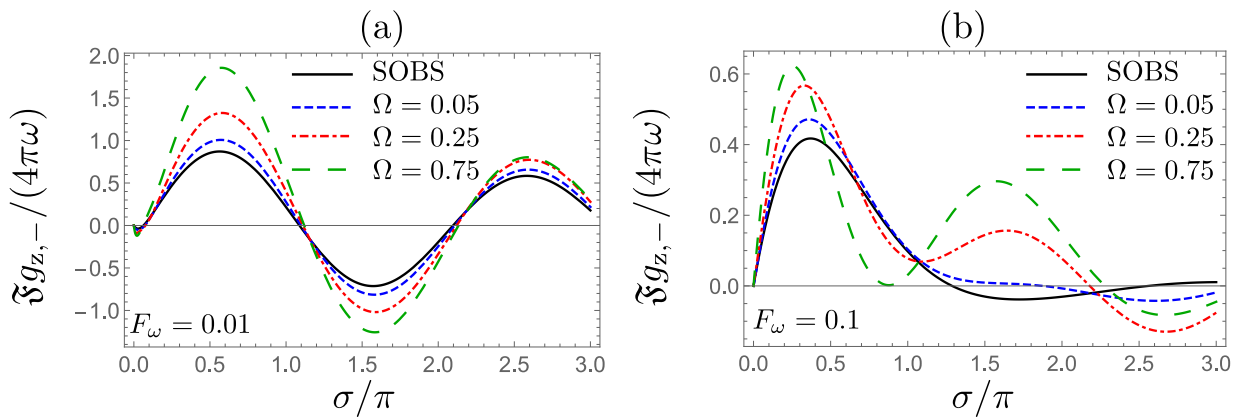 (a)
𝕱g_{z,−}/(4πω)
2.0
1.5
1.0
0.5
0.0
−0.5
−1.0
SOBS
Ω = 0.05
Ω = 0.25
Ω = 0.75
F_ω = 0.01
0.0 0.5 1.0 1.5 2.0 2.5 3.0
σ/π
(b)
𝕱g_{z,−}/(4πω)
0.6
0.4
0.2
0.0
SOBS
Ω = 0.05
Ω = 0.25
Ω = 0.75
F_ω = 0.1
0.0 0.5 1.0 1.5 2.0 2.5 3.0
σ/π